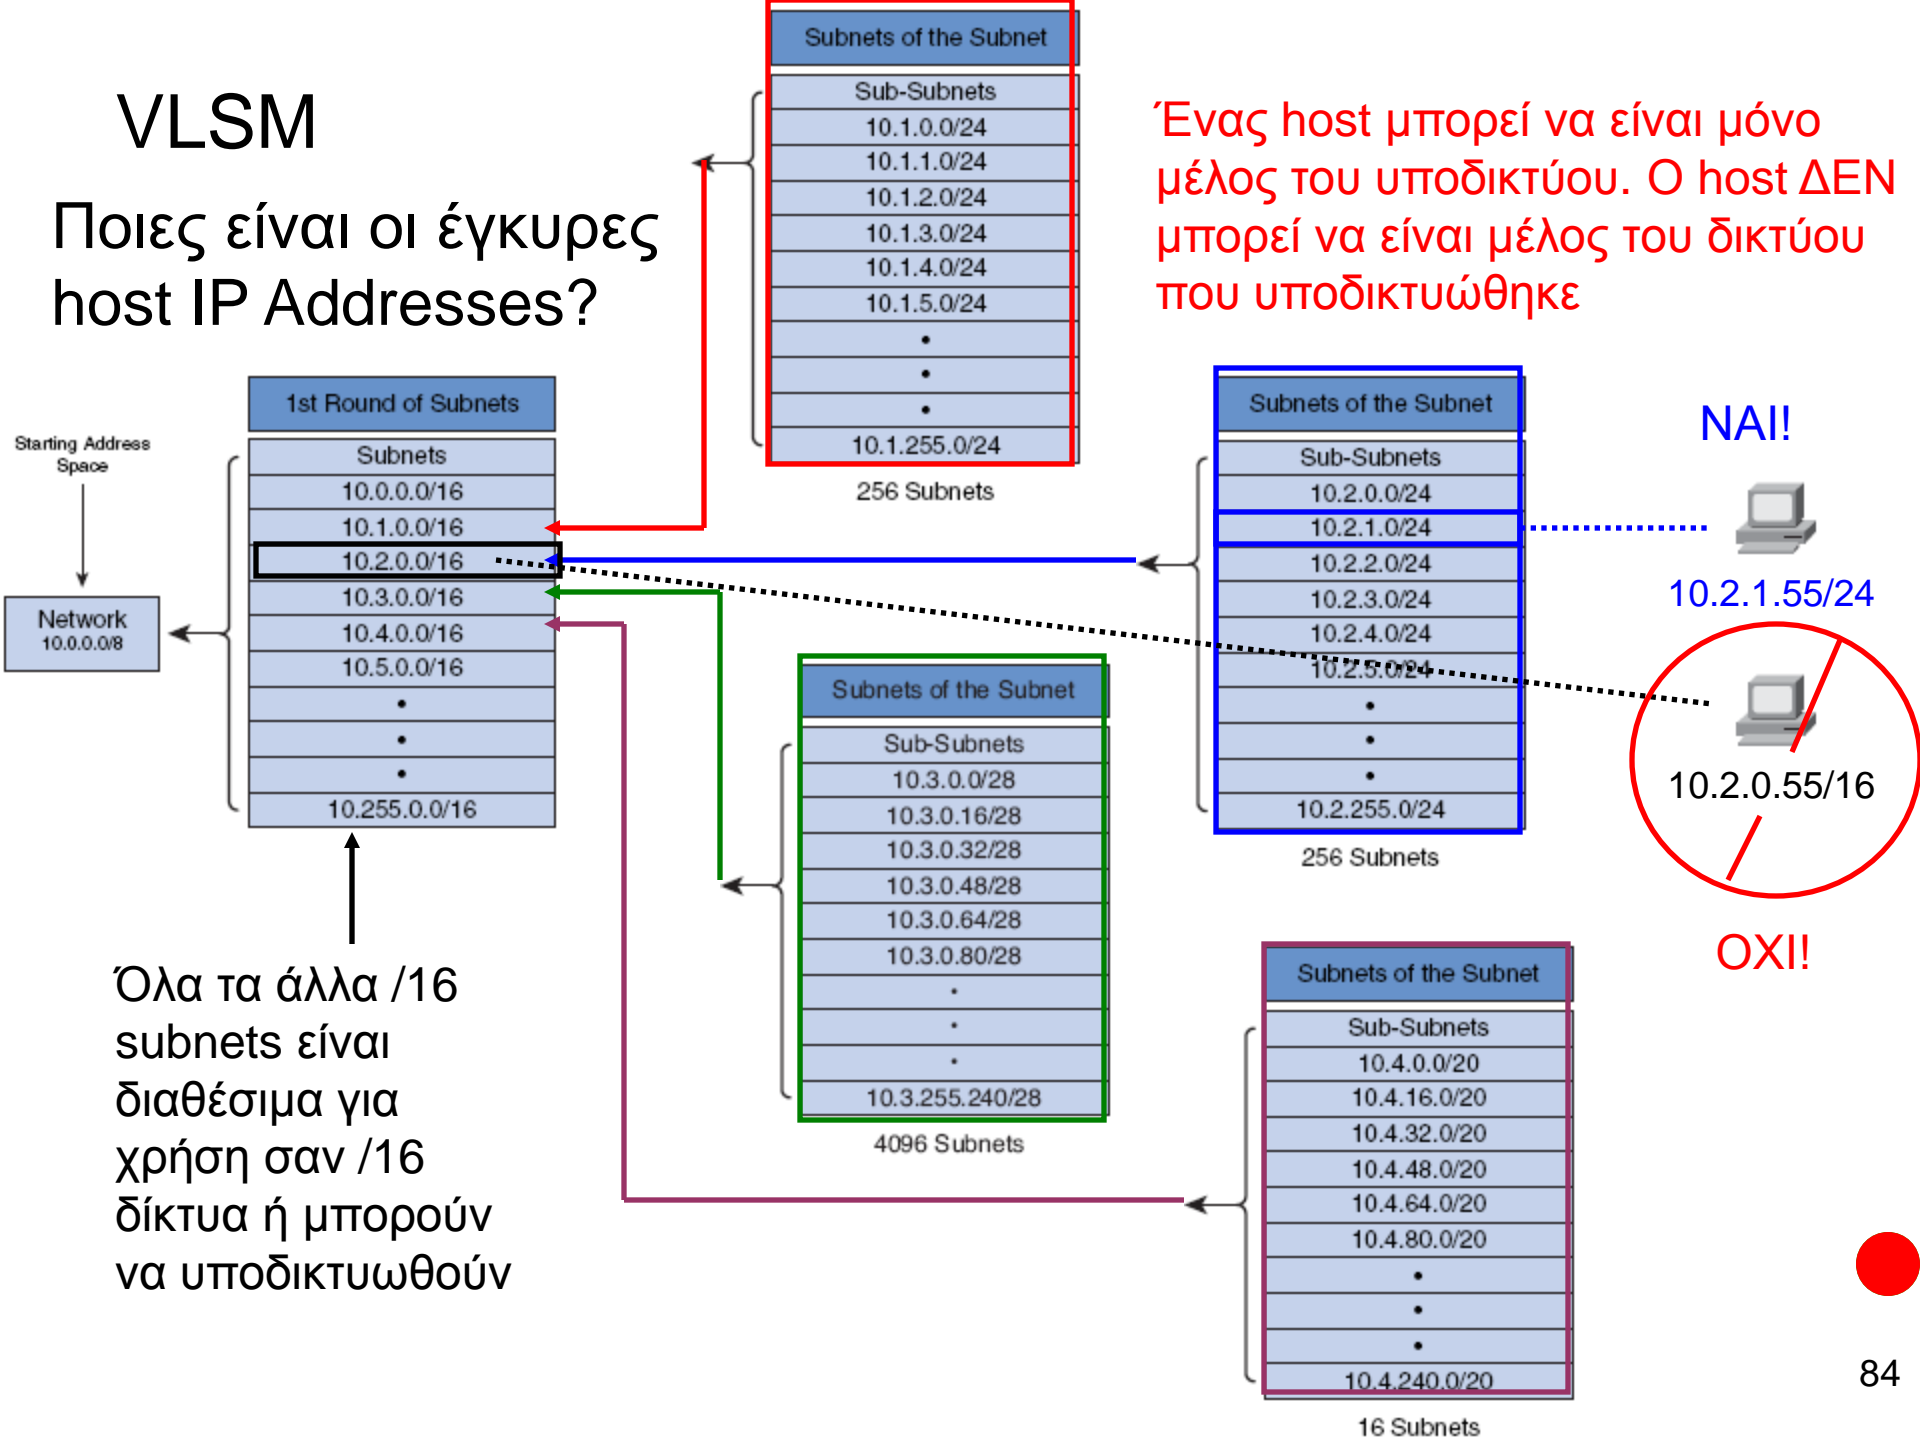 VLSM
Ποιες είναι οι έγκυρες
host IP Addresses?
Subnets of the Subnet
Sub-Subnets
10.1.0.0/24
10.1.1.0/24
10.1.2.0/24
10.1.3.0/24
10.1.4.0/24
10.1.5.0/24
10.1.255.0/24
256 Subnets
Ένας host μπορεί να είναι μόνο
μέλος του υποδικτύου. Ο host ΔΕΝ
μπορεί να είναι μέλος του δικτύου
που υποδικτυώθηκε
Starting Address
Space
Network
10.0.0.0/8
1st Round of Subnets
Subnets
10.0.0.0/16
10.1.0.0/16
10.2.0.0/16
10.3.0.0/16
10.4.0.0/16
10.5.0.0/16
10.255.0.0/16
Subnets of the Subnet
Sub-Subnets
10.2.0.0/24
10.2.1.0/24
10.2.2.0/24
10.2.3.0/24
10.2.4.0/24
10.2.5.0/24
10.2.255.0/24
256 Subnets
ΝΑΙ!
10.2.1.55/24
10.2.0.55/16
ΟΧΙ!
Subnets of the Subnet
Sub-Subnets
10.3.0.0/28
10.3.0.16/28
10.3.0.32/28
10.3.0.48/28
10.3.0.64/28
10.3.0.80/28
10.3.255.240/28
4096 Subnets
Όλα τα άλλα /16
subnets είναι
διαθέσιμα για
χρήση σαν /16
δίκτυα ή μπορούν
να υποδικτυωθούν
Subnets of the Subnet
Sub-Subnets
10.4.0.0/20
10.4.16.0/20
10.4.32.0/20
10.4.48.0/20
10.4.64.0/20
10.4.80.0/20
10.4.240.0/20
16 Subnets
84